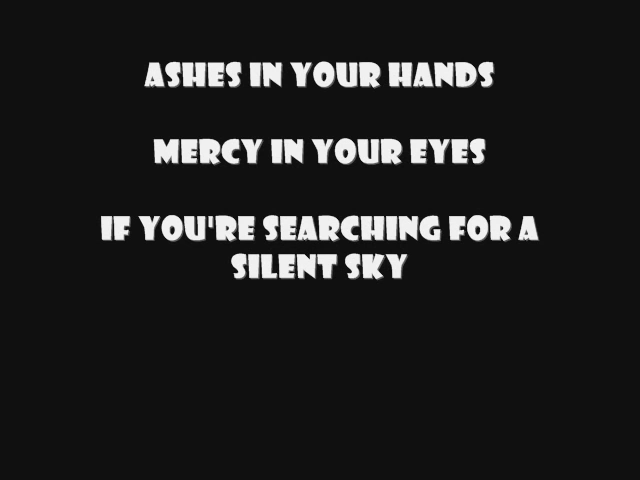 ASHES IN YOUR HANDS
MERCY IN YOUR EYES
IF YOU'RE SEARCHING FOR A
SILENT SKY